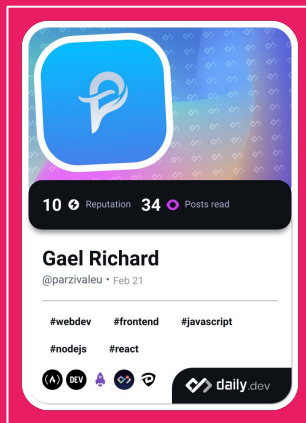 10 Reputation 34 Posts read
Gael Richard
@parzivaleu • Feb 21
#webdev #frontend #javascript
#nodejs #react
DEV
daily.dev